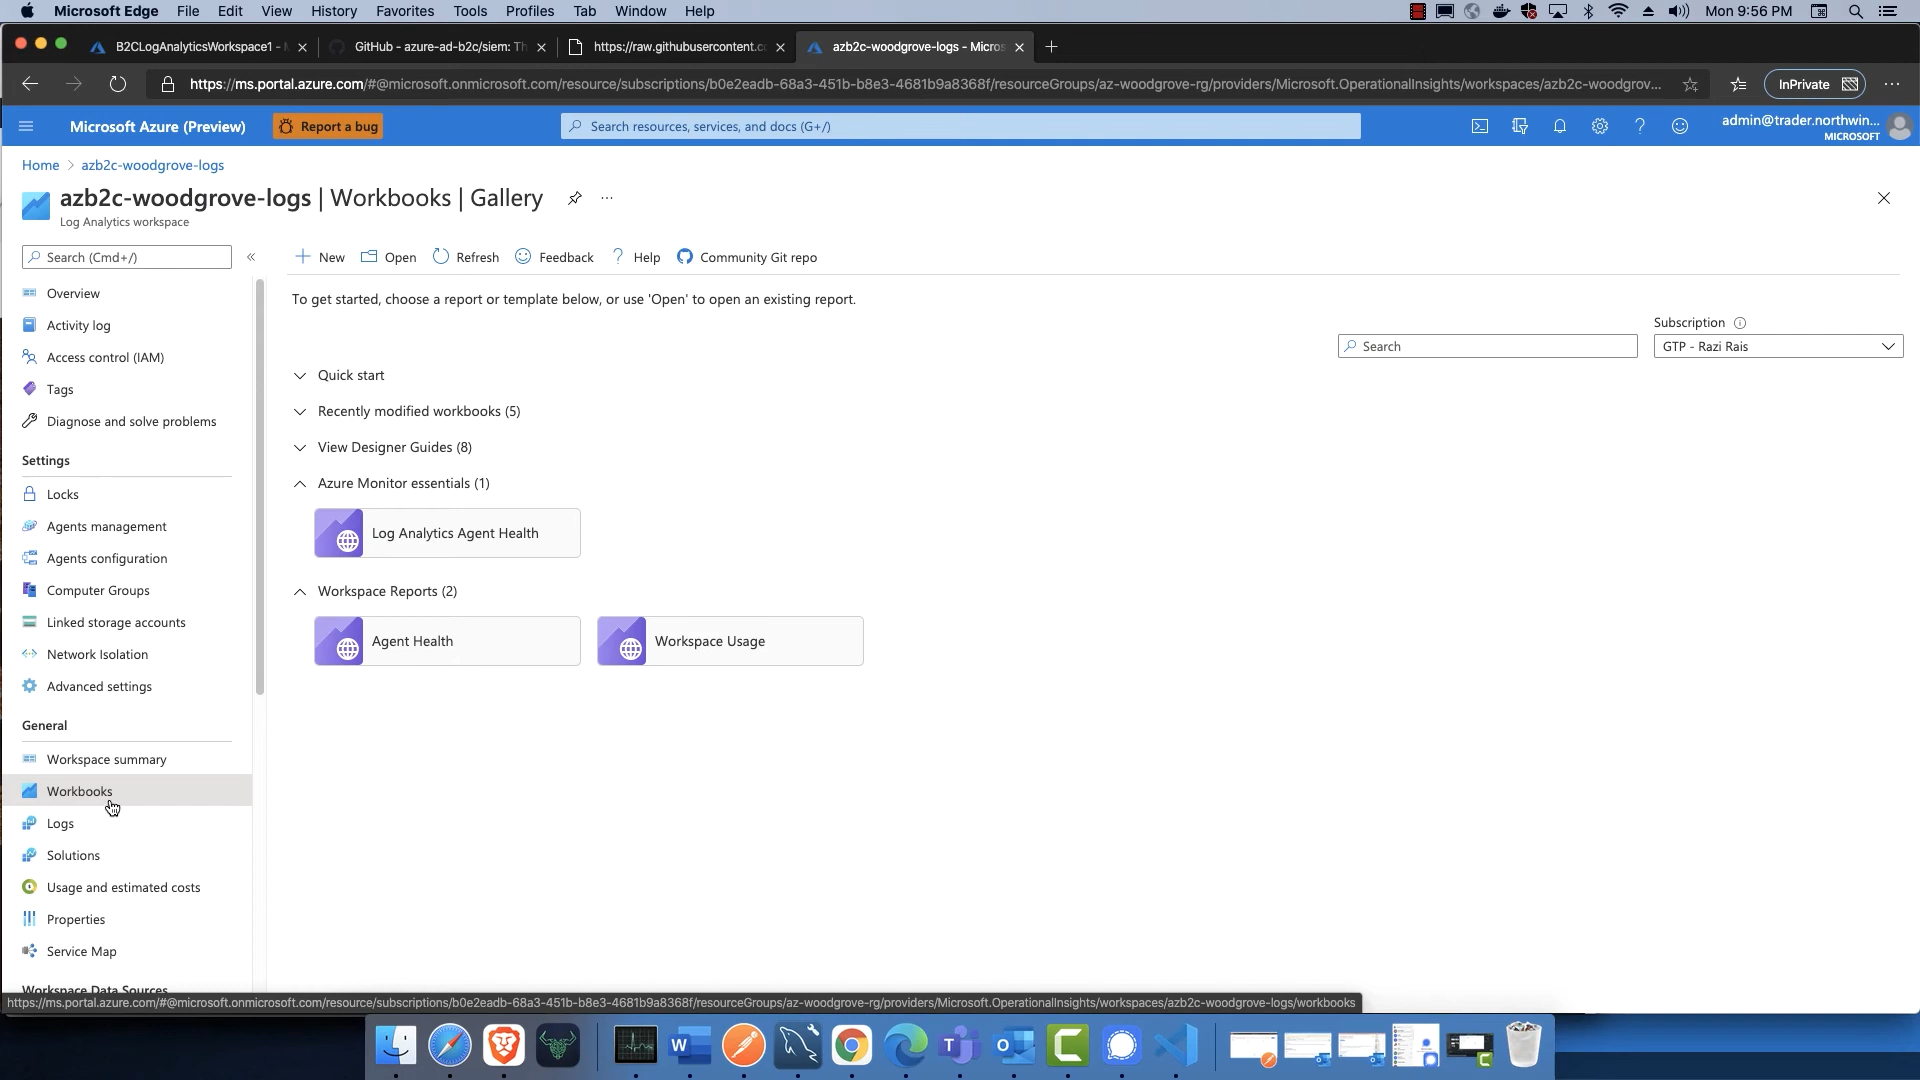 Microsoft Edge File Edit View History Favorites Tools Profiles Tab Window Help Mon 9:56 PM
B2CLogAnalyticsWorkspace1 -
GitHub - azure-ad-b2c/siem: Th
https://raw.githubusercontent.c
azb2c-woodgrove-logs - Micros
https://ms.portal.azure.com/#@microsoft.onmicrosoft.com/resource/subscriptions/b0e2eadb-68a3-451b-b8e3-4681b9a8368f/resourceGroups/az-woodgrove-rg/providers/Microsoft.OperationalInsights/workspaces/azb2c-woodgrov...
InPrivate
Microsoft Azure (Preview)
Report a bug
Search resources, services, and docs (G+/)
admin@trader.northwin...
MICROSOFT
Home > azb2c-woodgrove-logs
azb2c-woodgrove-logs | Workbooks | Gallery
Log Analytics workspace
Search (Cmd+/)
Overview
Activity log
Access control (IAM)
Tags
Diagnose and solve problems
Settings
Locks
Agents management
Agents configuration
Computer Groups
Linked storage accounts
Network Isolation
Advanced settings
General
Workspace summary
Workbooks
Logs
Solutions
Usage and estimated costs
Properties
Service Map
Workspace Data Sources
New Open Refresh Feedback Help Community Git repo
To get started, choose a report or template below, or use 'Open' to open an existing report.
Subscription
Search
GTP - Razi Rais
Quick start
Recently modified workbooks (5)
View Designer Guides (8)
Azure Monitor essentials (1)
Log Analytics Agent Health
Workspace Reports (2)
Agent Health
Workspace Usage
https://ms.portal.azure.com/#@microsoft.onmicrosoft.com/resource/subscriptions/b0e2eadb-68a3-451b-b8e3-4681b9a8368f/resourceGroups/az-woodgrove-rg/providers/Microsoft.OperationalInsights/workspaces/azb2c-woodgrove-logs/workbooks